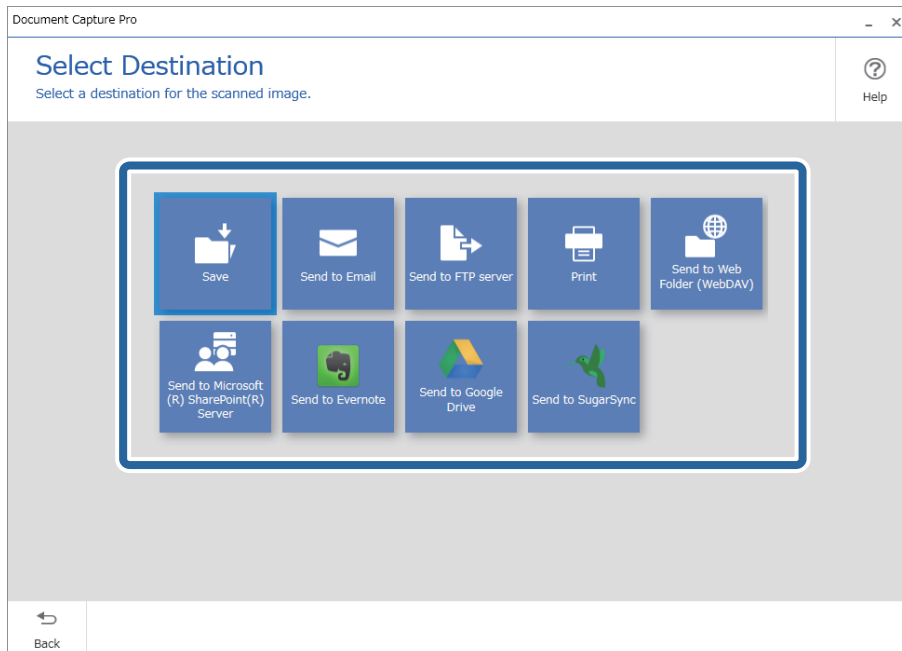 Document Capture Pro
Select Destination
Select a destination for the scanned image.
Help
Save
Send to Email
Send to FTP server
Print
Send to Web
Folder (WebDAV)
Send to Microsoft
(R) SharePoint(R)
Server
Send to Evernote
Send to Google
Drive
Send to SugarSync
Back